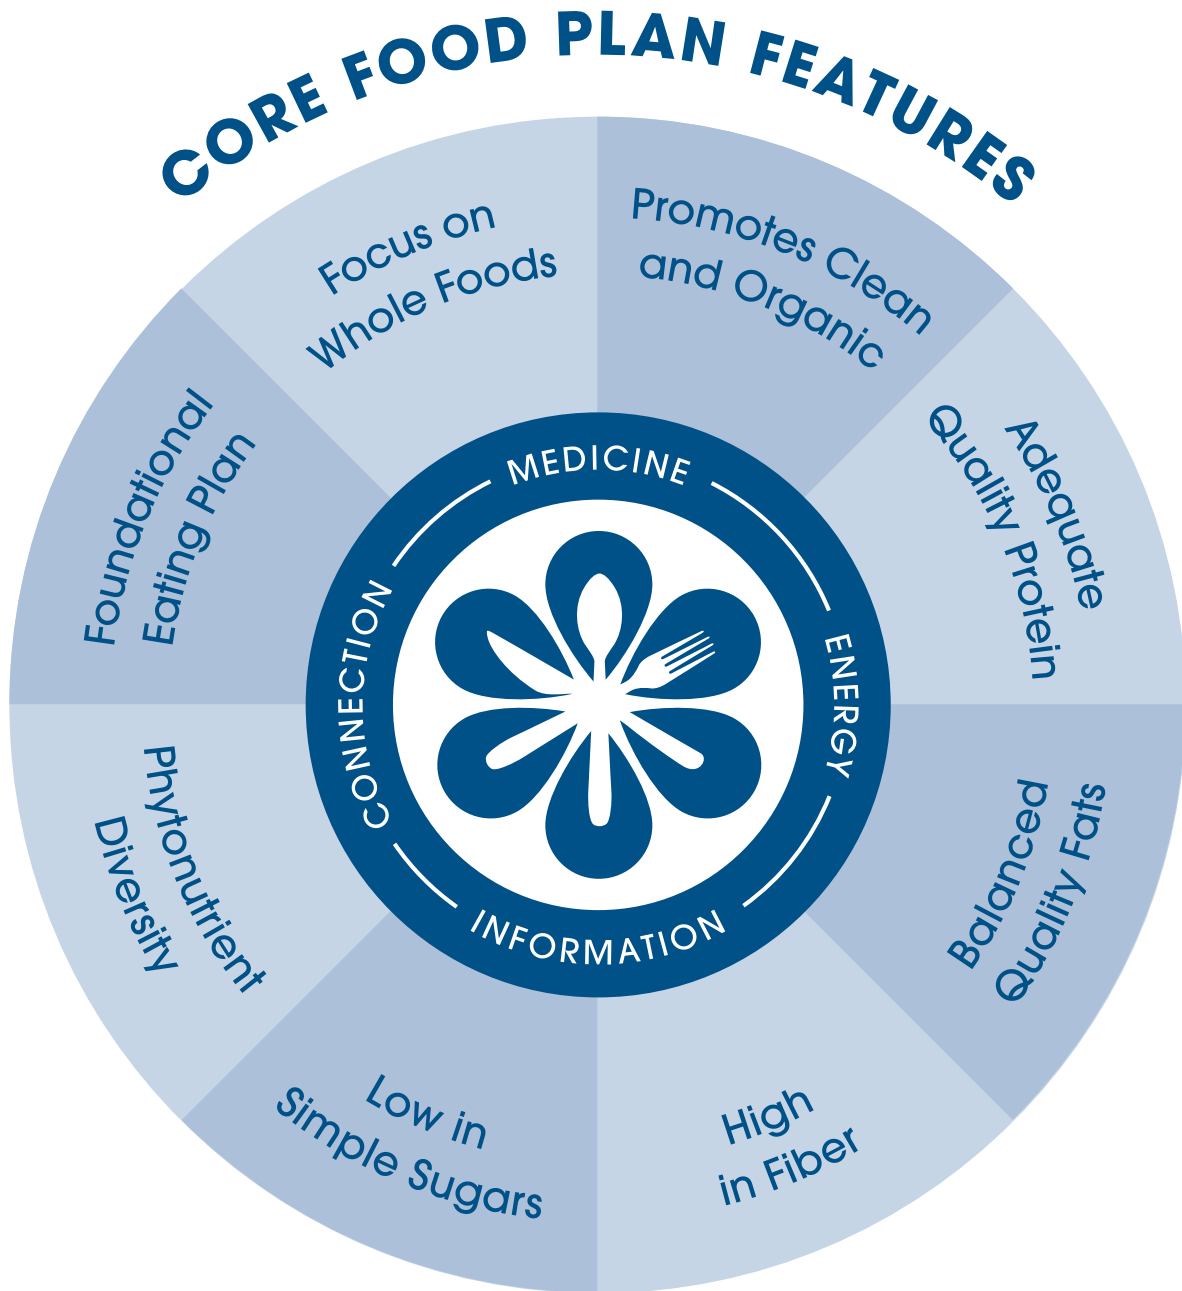 CORE FOOD PLAN FEATURES
Focus on
Whole Foods
Promotes Clean
and Organic
Adequate
Quality Protein
Balanced
Quality Fats
High
in Fiber
Low in
Simple Sugars
Phytonutrient
Diversity
Foundational
Eating Plan
MEDICINE
ENERGY
INFORMATION
CONNECTION